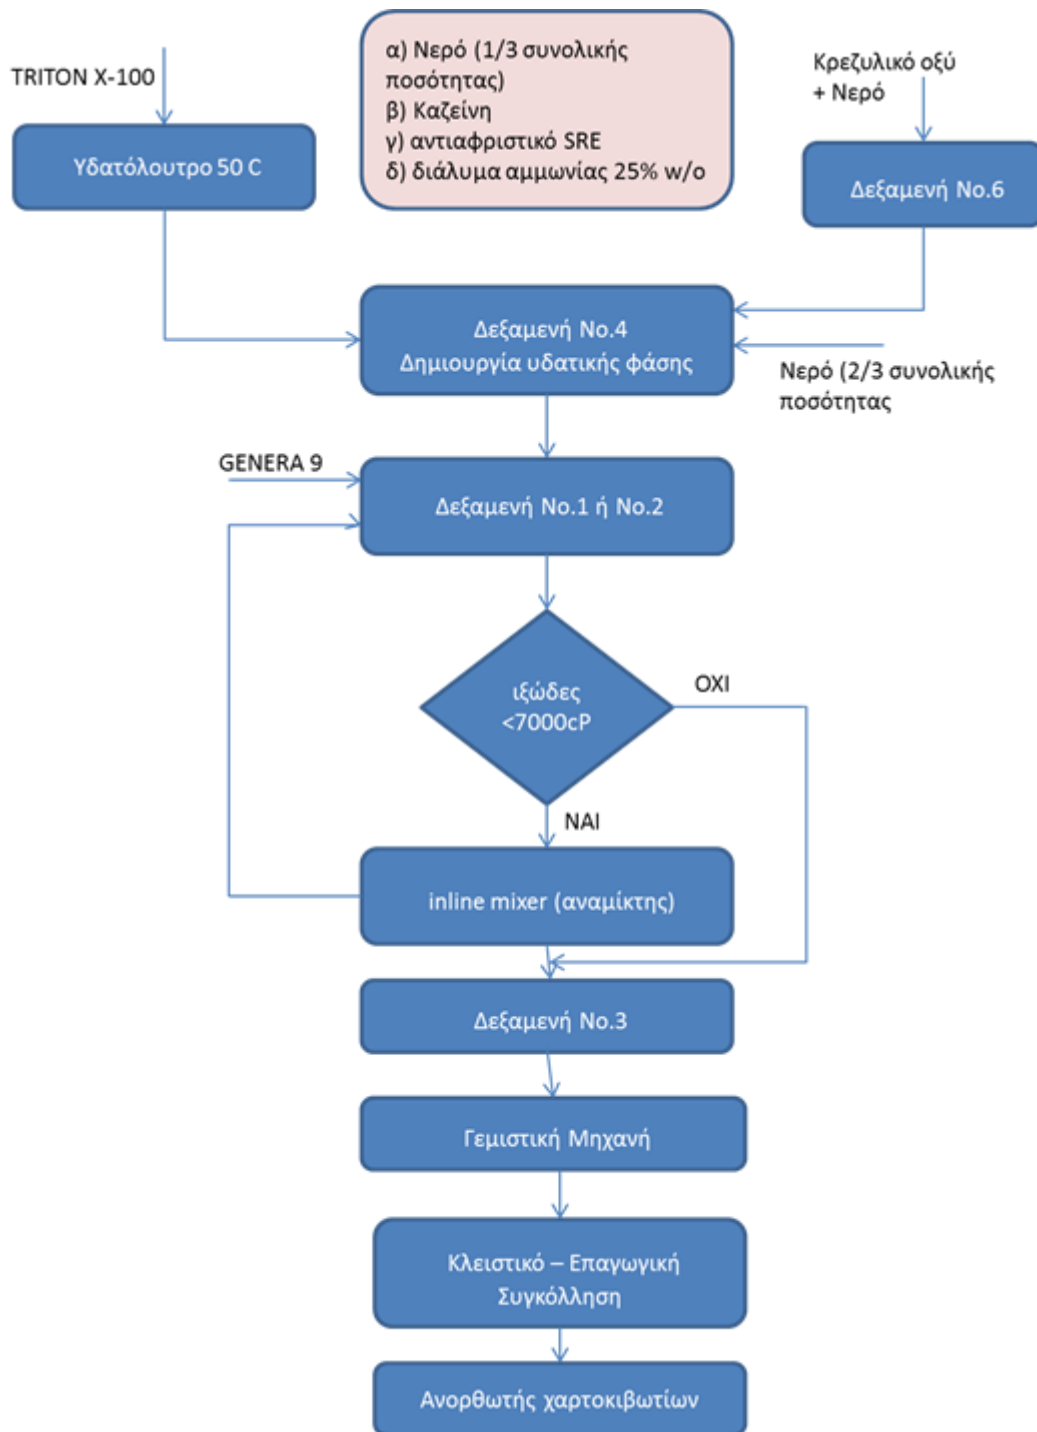 TRITON X-100
α) Νερό (1/3 συνολικής
ποσότητας)
β) Καζείνη
γ) αντιαφριστικό SRE
δ) διάλυμα αμμωνίας 25% w/o
Κρεζυλικό οξύ
+ Νερό
Υδατόλουτρο 50 C
Δεξαμενή No.6
Δεξαμενή No.4
Δημιουργία υδατικής φάσης
Νερό (2/3 συνολικής
ποσότητας
GENERA 9
Δεξαμενή No.1 ή No.2
ιξώδες
<7000cP
ΟΧΙ
ΝΑΙ
inline mixer (αναμίκτης)
Δεξαμενή No.3
Γεμιστική Μηχανή
Κλειστικό – Επαγωγική
Συγκόλληση
Ανορθωτής χαρτοκιβωτίων